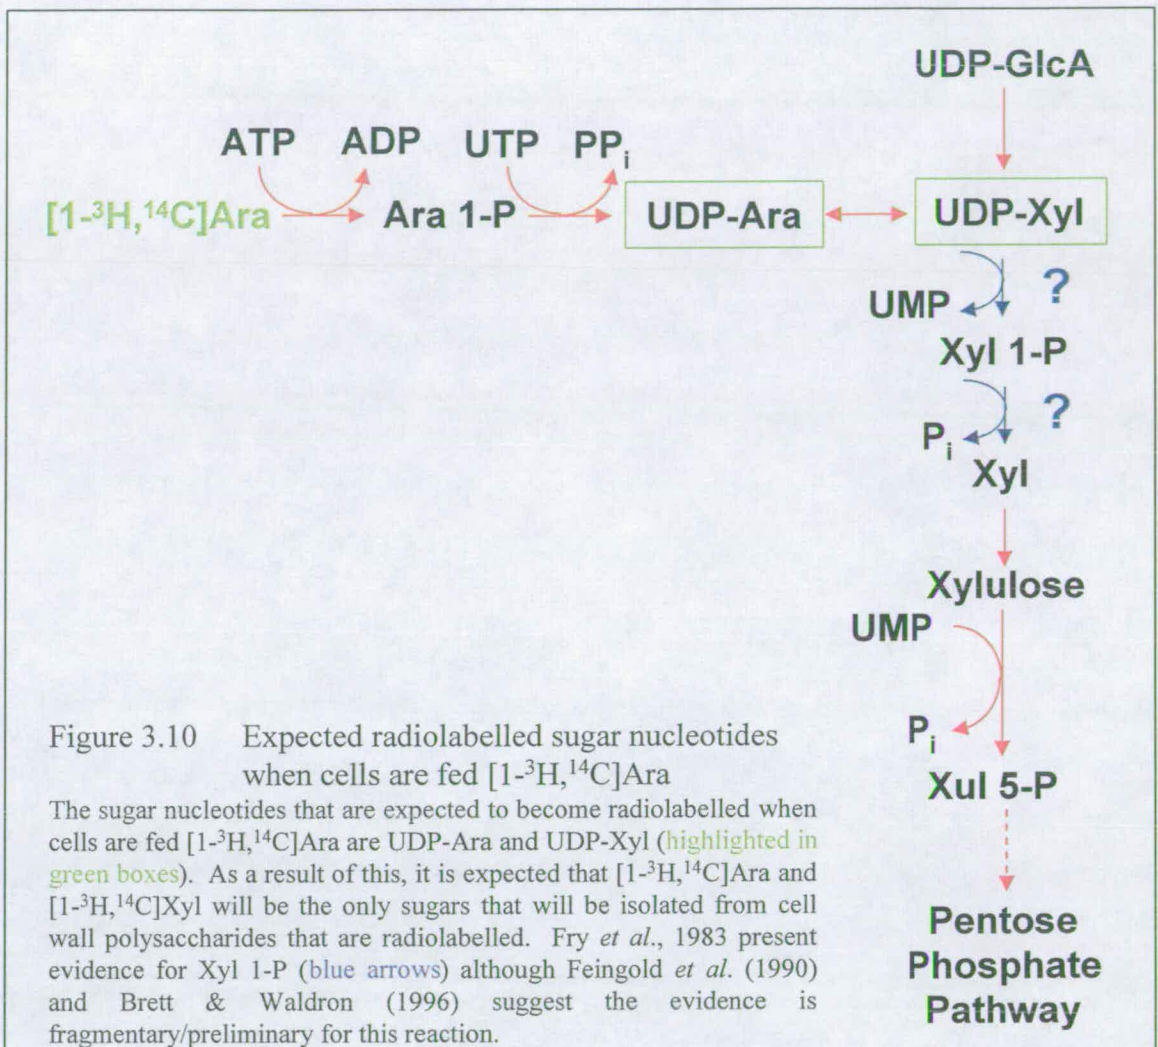 UDP-GlcA
ATP ADP UTP PPi
[1-³H,¹⁴C]Ara Ara 1-P UDP-Ara UDP-Xyl
UMP ?
Xyl 1-P
Pi ?
Xyl
Xylulose
UMP
Pi
Xul 5-P
Pentose
Phosphate
Pathway
Figure 3.10 Expected radiolabelled sugar nucleotides
when cells are fed [1-³H,¹⁴C]Ara
The sugar nucleotides that are expected to become radiolabelled when
cells are fed [1-³H,¹⁴C]Ara are UDP-Ara and UDP-Xyl (highlighted in
green boxes). As a result of this, it is expected that [1-³H,¹⁴C]Ara and
[1-³H,¹⁴C]Xyl will be the only sugars that will be isolated from cell
wall polysaccharides that are radiolabelled. Fry et al., 1983 present
evidence for Xyl 1-P (blue arrows) although Feingold et al. (1990)
and Brett & Waldron (1996) suggest the evidence is
fragmentary/preliminary for this reaction.